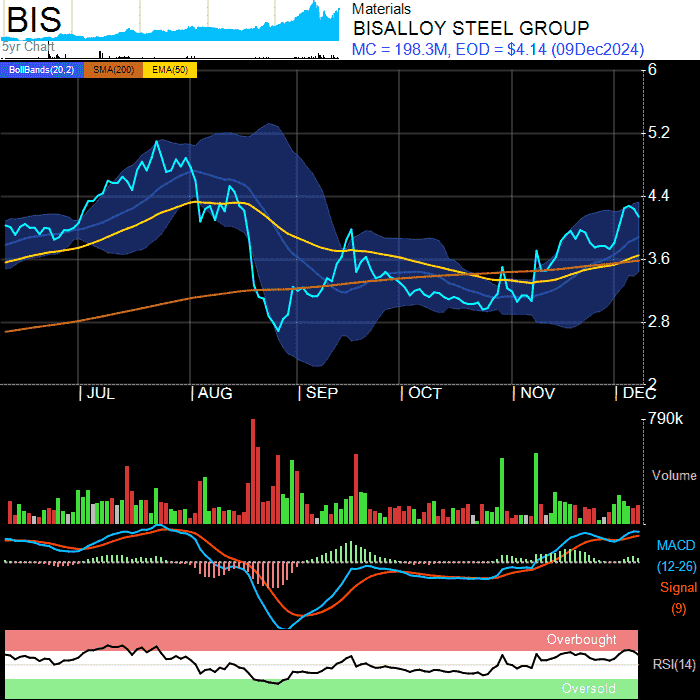 BIS
5yr Chart
Materials
BISALLOY STEEL GROUP
MC = 198.3M, EOD = $4.14 (09Dec2024)
BollBands(20,2) SMA(200) EMA(50)
6
5.2
4.4
3.6
2.8
2
JUL AUG SEP OCT NOV DEC
790k
Volume
MACD
(12-26)
Signal
(9)
Overbought
RSI(14)
Oversold